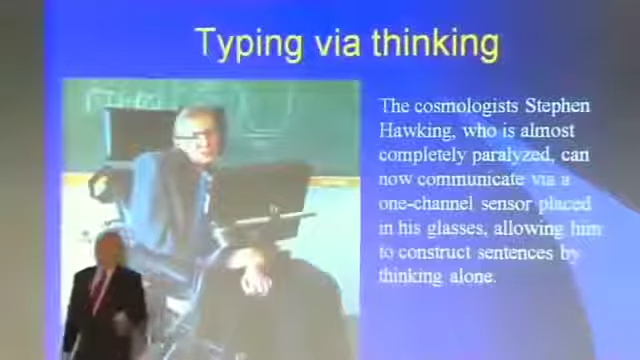 Typing via thinking
The cosmologists Stephen
Hawking, who is almost
completely paralyzed, can
now communicate via a
one-channel sensor placed
in his glasses, allowing him
to construct sentences by
thinking alone.